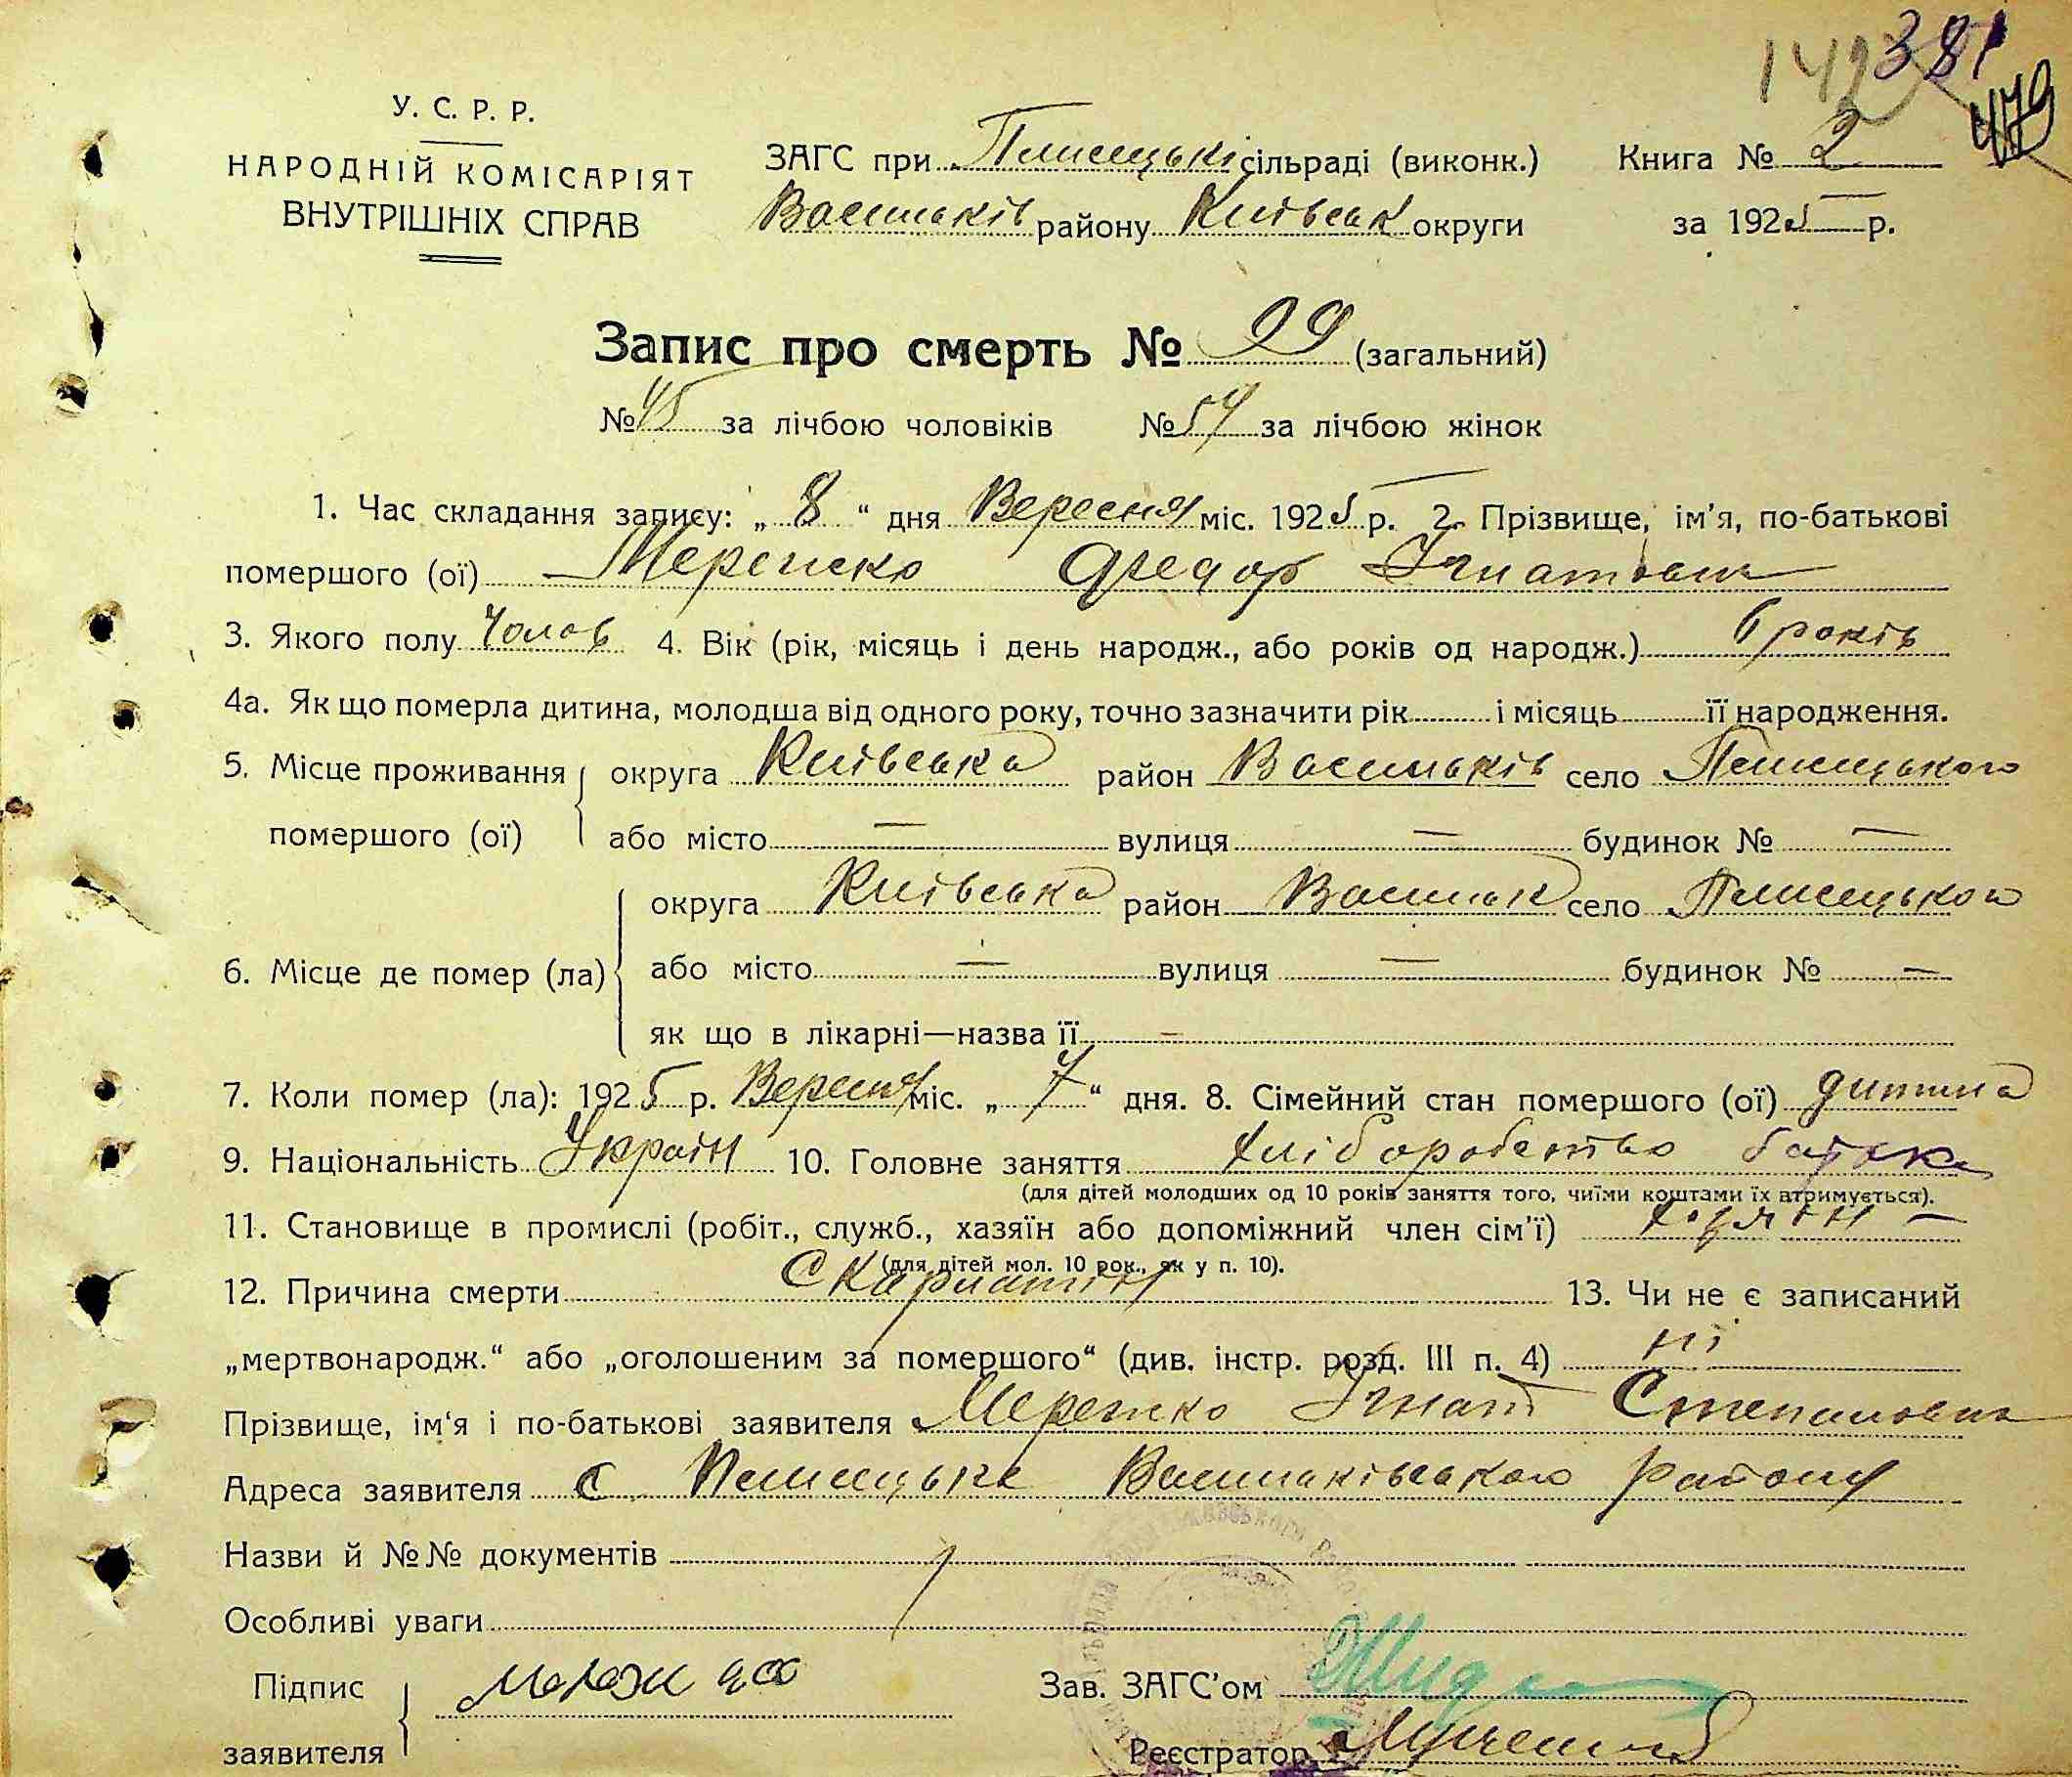 149 381
479
У. С. Р. Р.
НАРОДНІЙ КОМІСАРІЯТ
ВНУТРІШНІХ СПРАВ
ЗАГС при Плисецькі сільраді (виконк.)
Васильків району Київськ округи
Книга № 2
за 1925 р.
Запис про смерть № 99 (загальний)
№ 45 за лічбою чоловіків № 54 за лічбою жінок
1. Час складання запису: „ 8 “ дня Вересня міс. 1925 р. 2. Прізвище, ім’я, по-батькові
помершого (ої) Мережко Федор Ігнатович
3. Якого полу Чолов 4. Вік (рік, місяць і день народж., або років од народж.) 6 років
4а. Як що померла дитина, молодша від одного року, точно зазначити рік і місяць її народження.
5. Місце проживання округа Київська район Васильків село Плисецького
помершого (ої) або місто — вулиця — будинок № —
округа Київська район Васильк село Плисецького
6. Місце де помер (ла) або місто — вулиця — будинок № —
як що в лікарні—назва її —
7. Коли помер (ла): 1925 р. Вересня міс. „ 7 “ дня. 8. Сімейний стан помершого (ої) дитина
9. Національність Україн 10. Головне заняття хліборобство батька
(для дітей молодших од 10 років заняття того, чиїми коштами їх втримується).
11. Становище в промислі (робіт., служб., хазяїн або допоміжний член сім’ї) хазяїн —
(для дітей мол. 10 рок., як у п. 10).
12. Причина смерти Скарлатін 13. Чи не є записаний
„мертвонародж.“ або „оголошеним за помершого“ (див. інстр. розд. III п. 4) ні
Прізвище, ім‘я і по-батькові заявителя Мережко Ігнат Степанович
Адреса заявителя с Плисецьке Васильківського району
Назви й №№ документів
Особливі уваги
Підпис
заявителя
Зав. ЗАГС’ом
Реєстратор